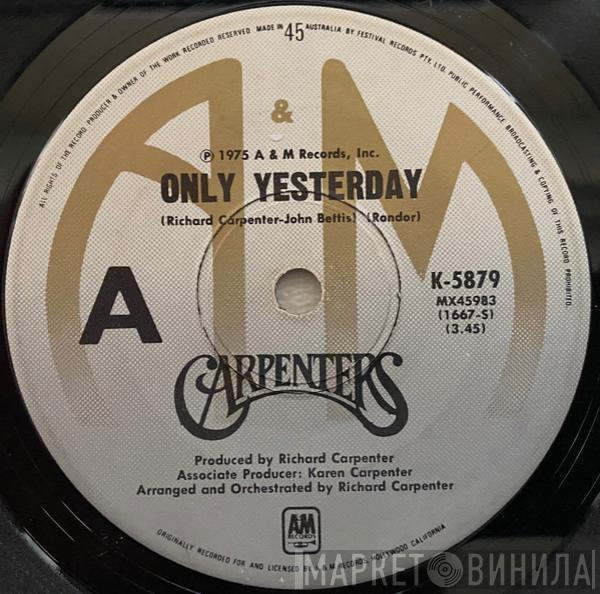 ALL RIGHTS OF THE RECORD PRODUCER & OWNER OF THE WORK RECORDED RESERVED MADE IN 45 AUSTRALIA BY FESTIVAL RECORDS PTY. LTD. PUBLIC PERFORMANCE BROADCASTING & COPYING OF THIS RECORD PROHIBITED.
A & M
℗ 1975 A & M Records, Inc.
ONLY YESTERDAY
(Richard Carpenter-John Bettis) (Rondor)
A
K-5879
MX45983
(1667-S)
(3.45)
CARPENTERS
Produced by Richard Carpenter
Associate Producer: Karen Carpenter
Arranged and Orchestrated by Richard Carpenter
A&M
RECORDS
ORIGINALLY RECORDED FOR AND LICENSED BY A & M RECORDS, HOLLYWOOD CALIFORNIA
МАРКЕТ ВИНИЛА